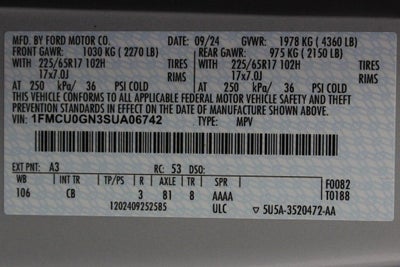 MFD. BY FORD MOTOR CO. 09/24 GVWR: 1978 KG (4360 LB)
FRONT GAWR: 1030 KG (2270 LB) REAR GAWR: 975 KG (2150 LB)
WITH 225/65R17 102H TIRES WITH 225/65R17 102H TIRES
17x7.0J RIMS 17x7.0J RIMS
AT 250 kPa/ 36 PSI COLD AT 250 kPa/ 36 PSI COLD
THIS VEHICLE CONFORMS TO ALL APPLICABLE FEDERAL MOTOR VEHICLE SAFETY AND THEFT
PREVENTION STANDARDS IN EFFECT ON THE DATE OF MANUFACTURE SHOWN ABOVE.
VIN: 1FMCU0GN3SUA06742 TYPE: MPV
EXT PNT: A3 RC: 53 DSO:
WB INT TR TP/PS R AXLE TR SPR F0082
106 CB 3 81 8 AAAA T0188
1202409252585 ULC 5U5A-3520472-AA